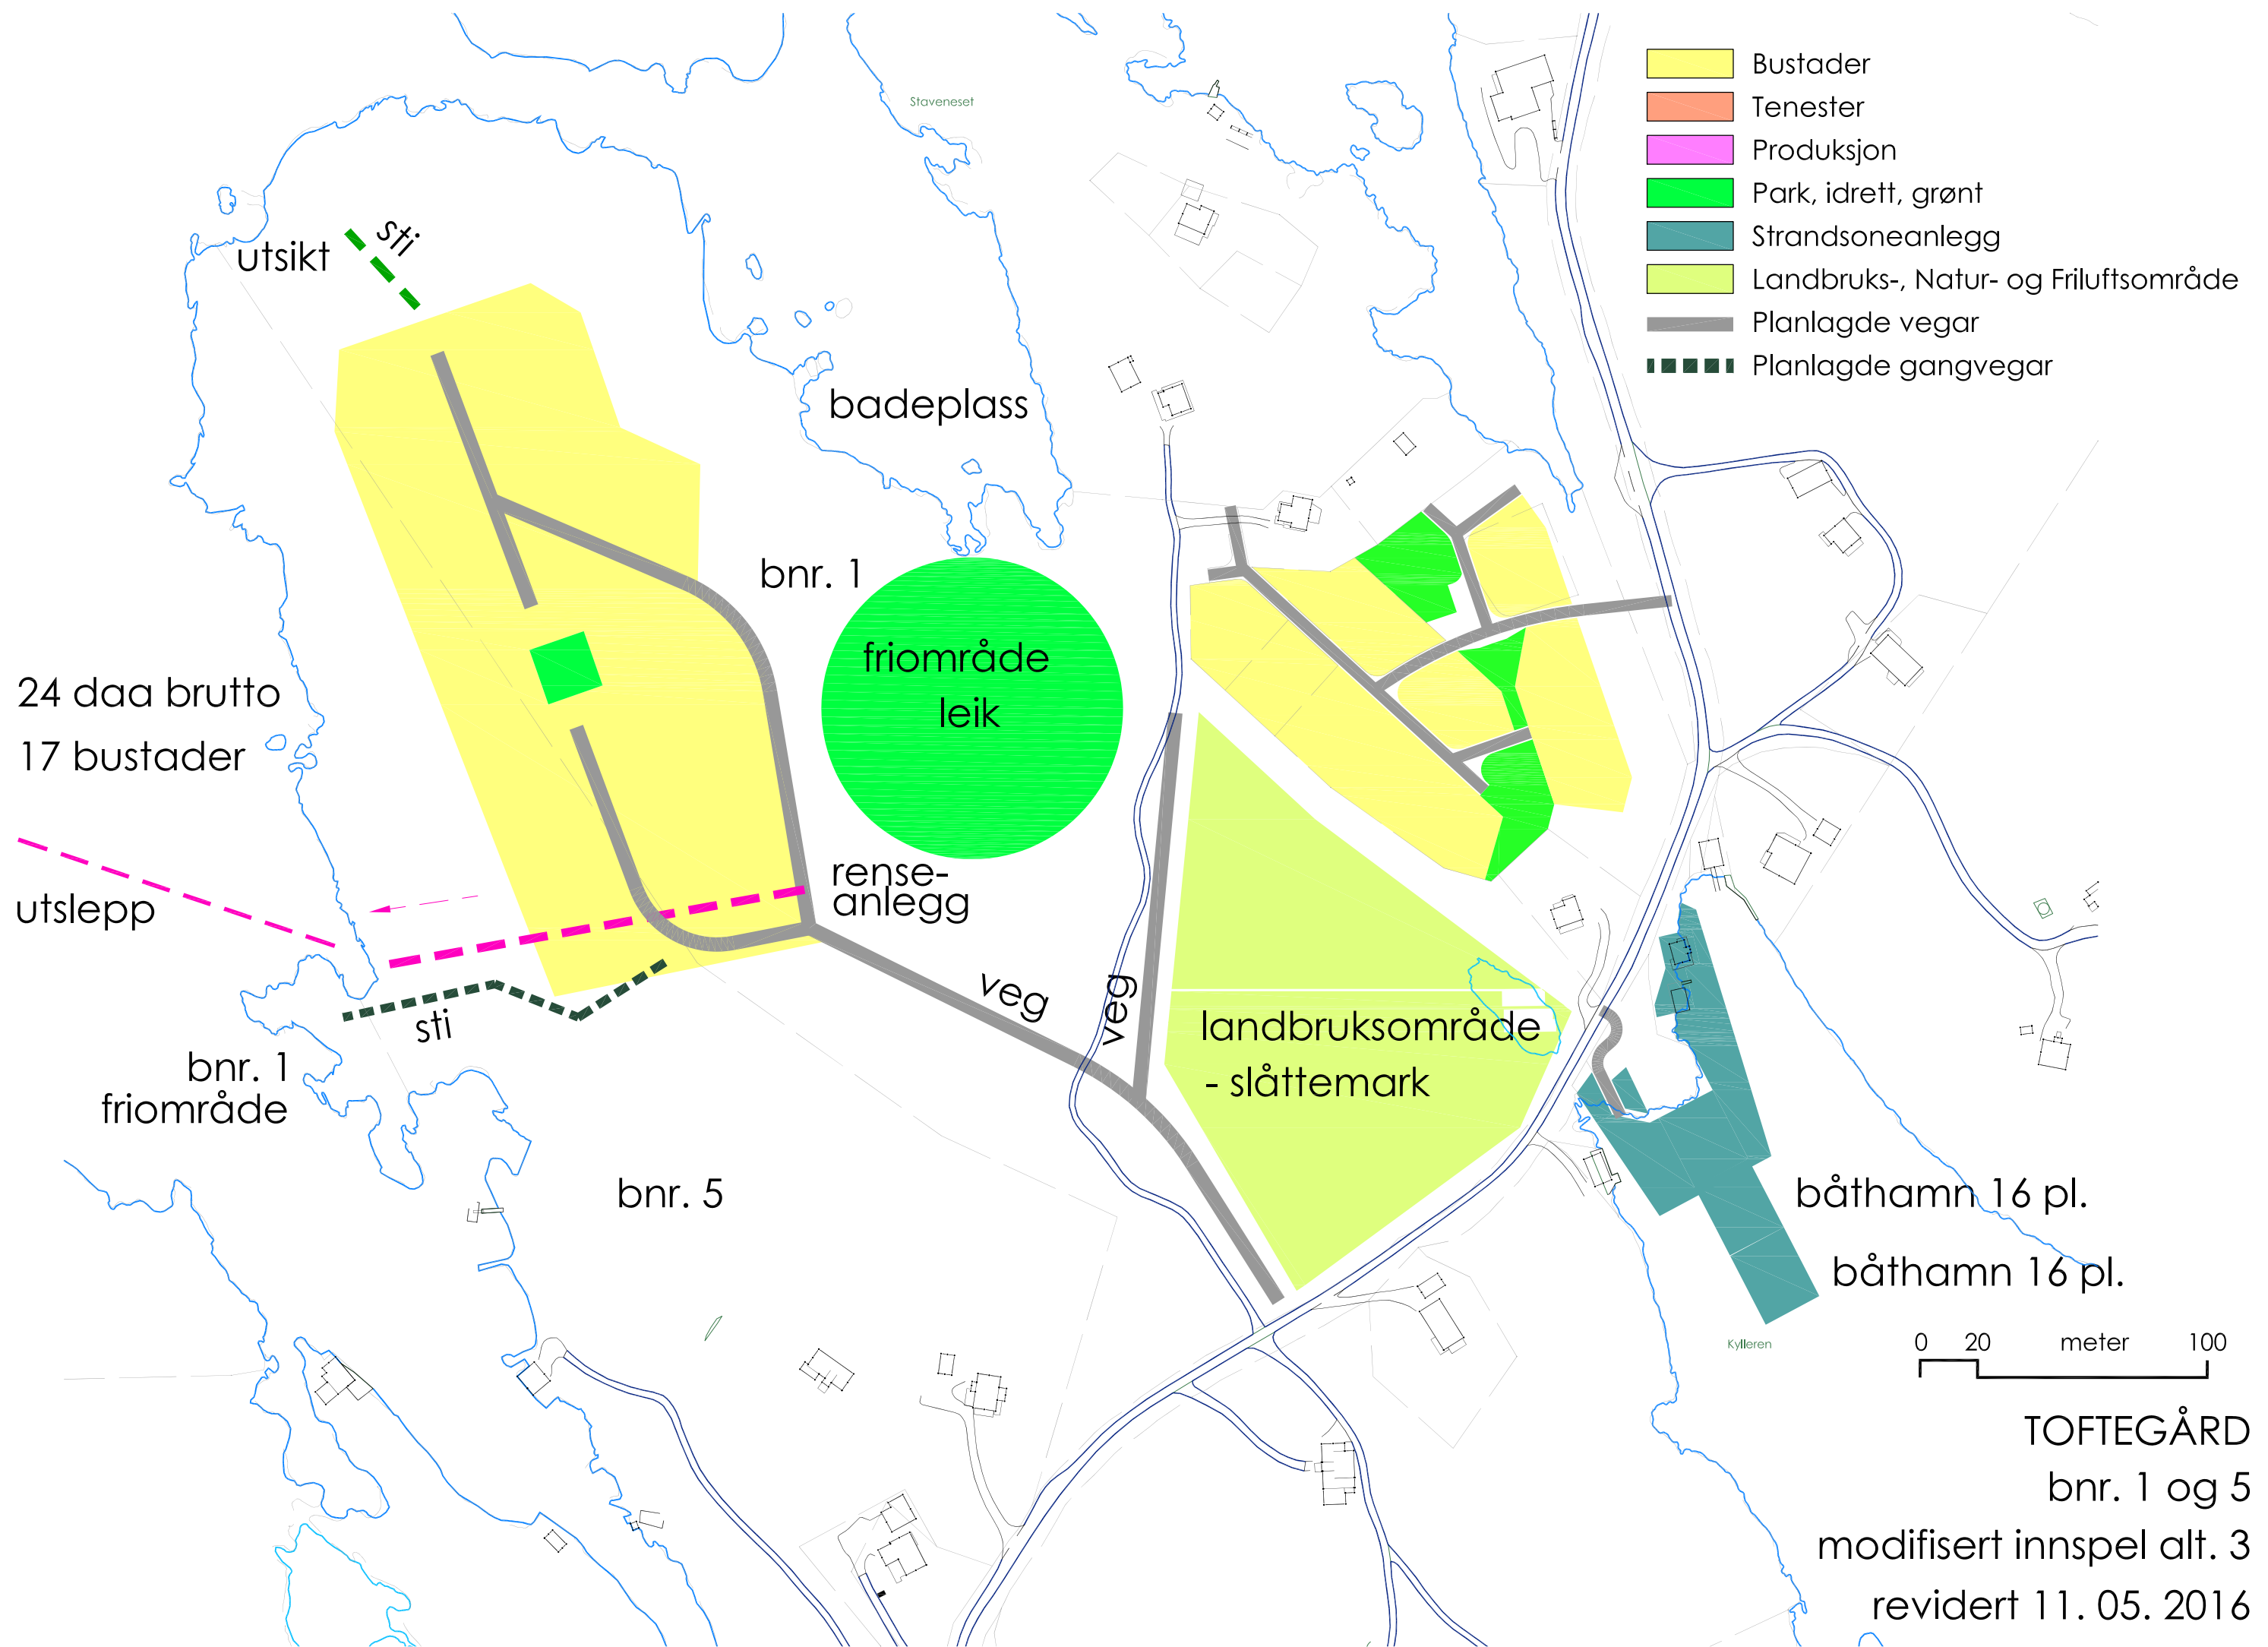 Staveneset
Bustader
Tenester
Produksjon
Park, idrett, grønt
Strandsoneanlegg
Landbruks-, Natur- og Friluftsområde
Planlagde vegar
Planlagde gangvegar
sti
utsikt
badeplass
bnr. 1
friområde
leik
24 daa brutto
17 bustader
utslepp
rense-
anlegg
veg
veg
sti
landbruksområde
- slåttemark
bnr. 1
friområde
bnr. 5
båthamn 16 pl.
båthamn 16 pl.
Kylleren
0 20 meter 100
TOFTEGÅRD
bnr. 1 og 5
modifisert innspel alt. 3
revidert 11. 05. 2016